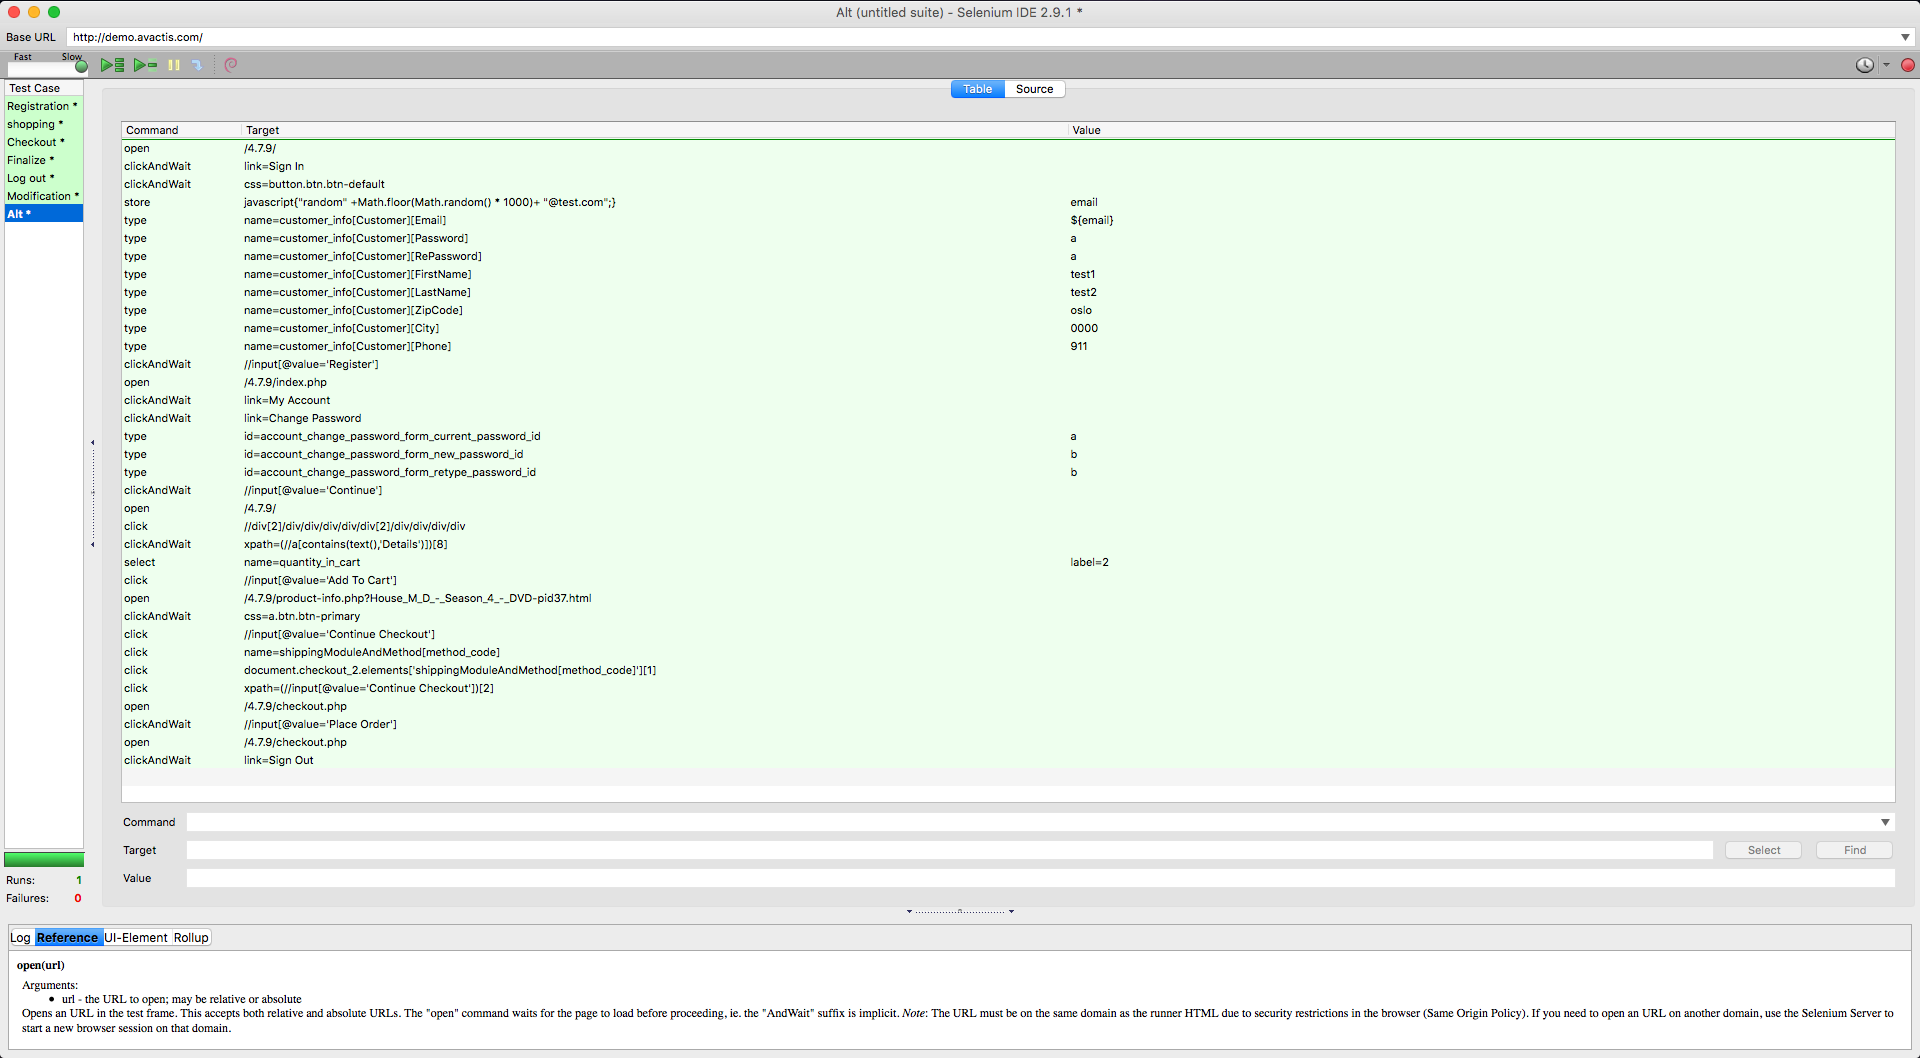 Alt (untitled suite) - Selenium IDE 2.9.1 *
Base URL http://demo.avactis.com/
Fast Slow
Test Case
Registration *
shopping *
Checkout *
Finalize *
Log out *
Modification *
Alt *
Runs: 1
Failures: 0
Table Source
Command Target Value
open /4.7.9/
clickAndWait link=Sign In
clickAndWait css=button.btn.btn-default
store javascript{"random" +Math.floor(Math.random() * 1000)+ "@test.com";} email
type name=customer_info[Customer][Email] ${email}
type name=customer_info[Customer][Password] a
type name=customer_info[Customer][RePassword] a
type name=customer_info[Customer][FirstName] test1
type name=customer_info[Customer][LastName] test2
type name=customer_info[Customer][ZipCode] oslo
type name=customer_info[Customer][City] 0000
type name=customer_info[Customer][Phone] 911
clickAndWait //input[@value='Register']
open /4.7.9/index.php
clickAndWait link=My Account
clickAndWait link=Change Password
type id=account_change_password_form_current_password_id a
type id=account_change_password_form_new_password_id b
type id=account_change_password_form_retype_password_id b
clickAndWait //input[@value='Continue']
open /4.7.9/
click //div[2]/div/div/div/div/div[2]/div/div/div/div
clickAndWait xpath=(//a[contains(text(),'Details')])[8]
select name=quantity_in_cart label=2
click //input[@value='Add To Cart']
open /4.7.9/product-info.php?House_M_D_-_Season_4_-_DVD-pid37.html
clickAndWait css=a.btn.btn-primary
click //input[@value='Continue Checkout']
click name=shippingModuleAndMethod[method_code]
click document.checkout_2.elements['shippingModuleAndMethod[method_code]'][1]
click xpath=(//input[@value='Continue Checkout'])[2]
open /4.7.9/checkout.php
clickAndWait //input[@value='Place Order']
open /4.7.9/checkout.php
clickAndWait link=Sign Out
Command
Target Select Find
Value
Log Reference UI-Element Rollup
open(url)
Arguments:
• url - the URL to open; may be relative or absolute
Opens an URL in the test frame. This accepts both relative and absolute URLs. The "open" command waits for the page to load before proceeding, ie. the "AndWait" suffix is implicit. Note: The URL must be on the same domain as the runner HTML due to security restrictions in the browser (Same Origin Policy). If you need to open an URL on another domain, use the Selenium Server to
start a new browser session on that domain.